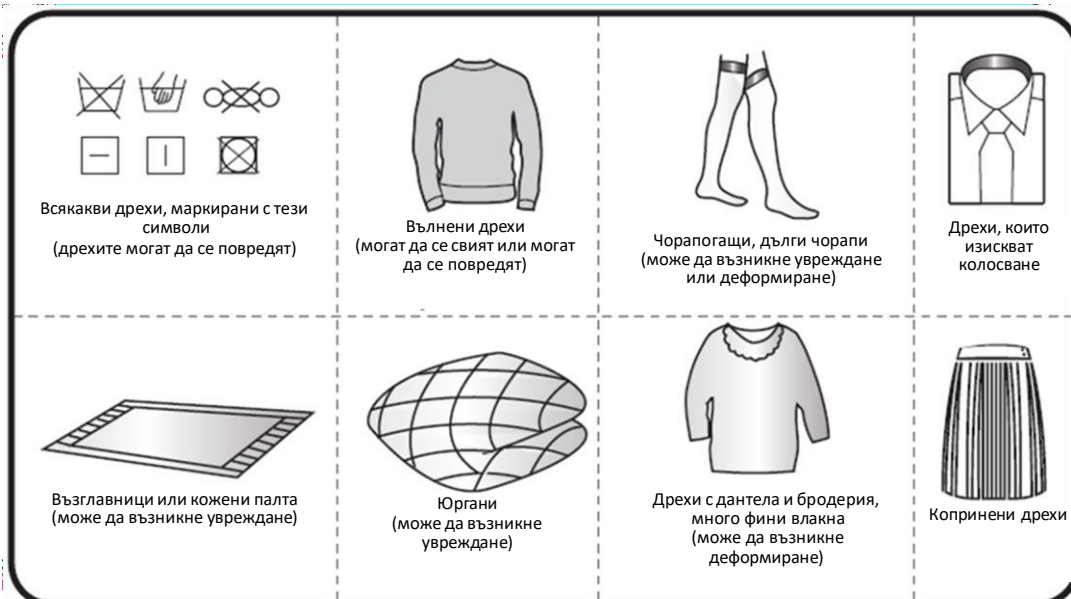 Всякакви дрехи, маркирани с тези
символи
(дрехите могат да се повредят)
Вълнени дрехи
(могат да се свият или могат
да се повредят)
Чорапогащи, дълги чорапи
(може да възникне увреждане
или деформиране)
Дрехи, които
изискват
колосване
Възглавници или кожени палта
(може да възникне увреждане)
Юргани
(може да възникне
увреждане)
Дрехи с дантела и бродерия,
много фини влакна
(може да възникне
деформиране)
Копринени дрехи